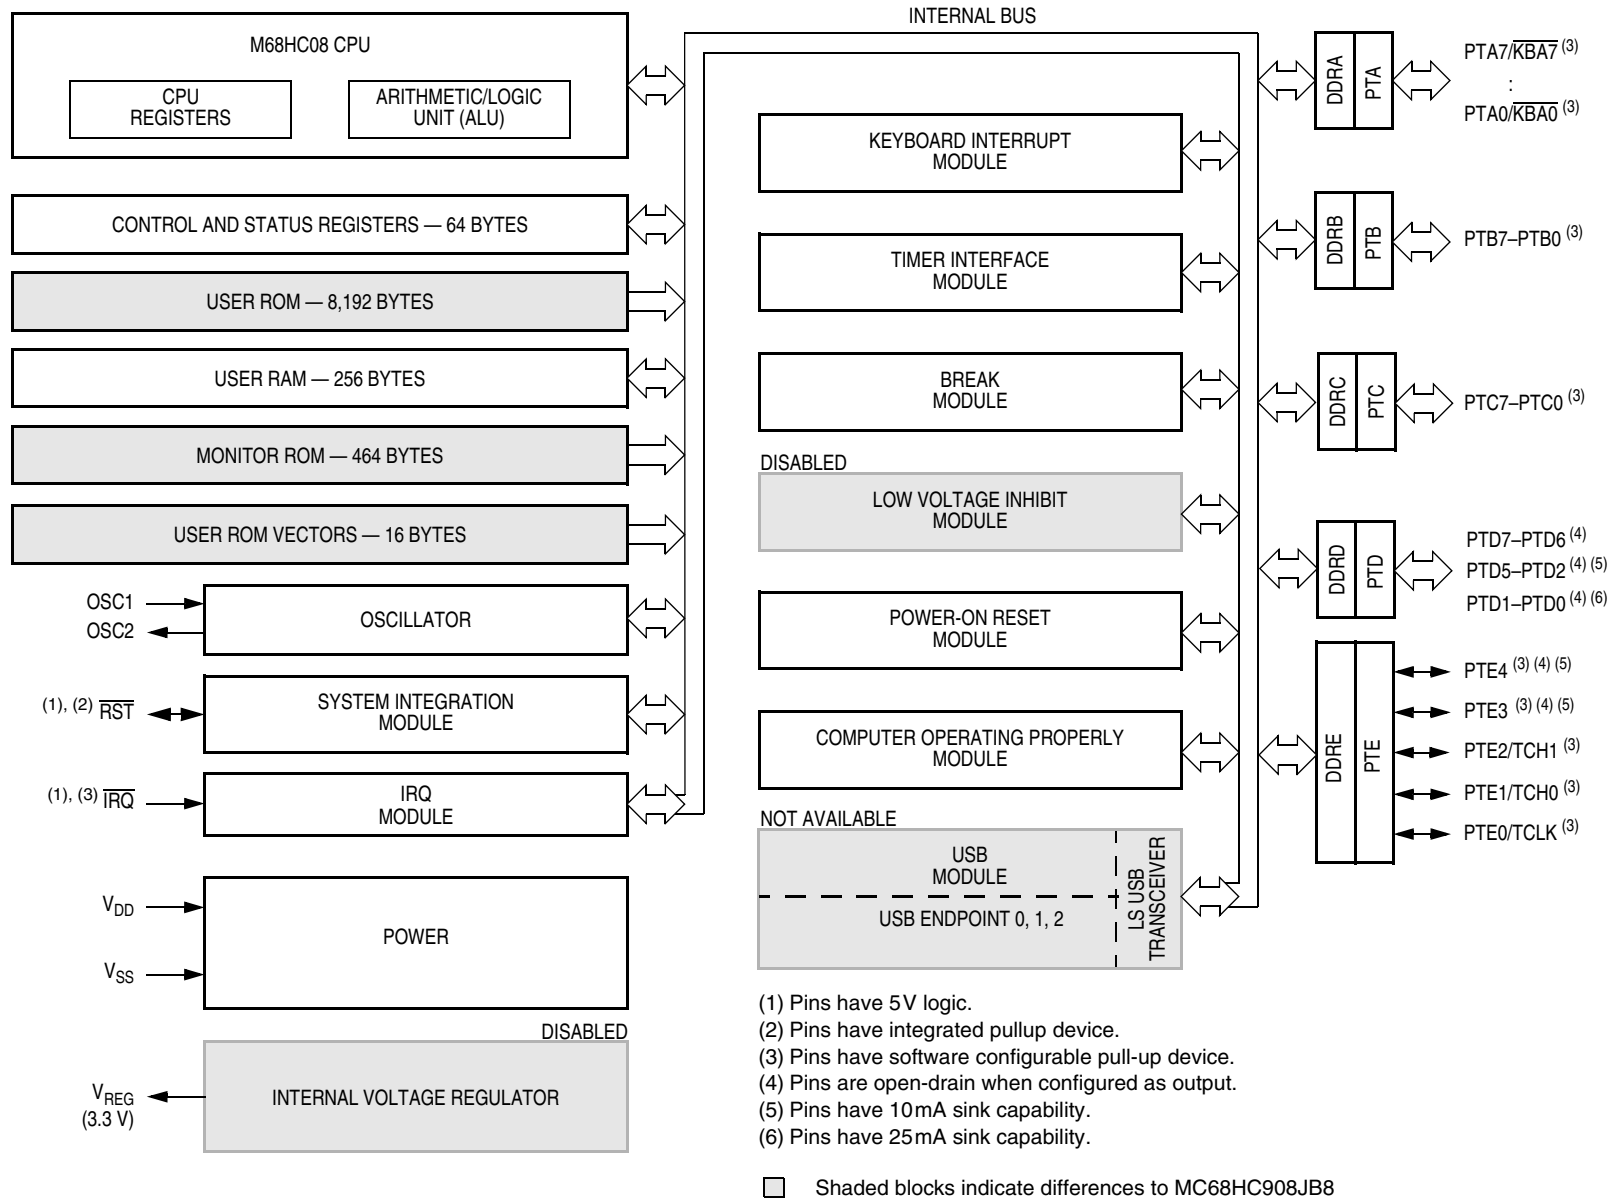 INTERNAL BUS
M68HC08 CPU
CPU
REGISTERS
ARITHMETIC/LOGIC
UNIT (ALU)
CONTROL AND STATUS REGISTERS — 64 BYTES
USER ROM — 8,192 BYTES
USER RAM — 256 BYTES
MONITOR ROM — 464 BYTES
USER ROM VECTORS — 16 BYTES
OSC1
OSC2
OSCILLATOR
(1), (2) RST
SYSTEM INTEGRATION
MODULE
(1), (3) IRQ
IRQ
MODULE
VDD
VSS
POWER
DISABLED
VREG
(3.3 V)
INTERNAL VOLTAGE REGULATOR
KEYBOARD INTERRUPT
MODULE
TIMER INTERFACE
MODULE
BREAK
MODULE
DISABLED
LOW VOLTAGE INHIBIT
MODULE
POWER-ON RESET
MODULE
COMPUTER OPERATING PROPERLY
MODULE
NOT AVAILABLE
USB
MODULE
USB ENDPOINT 0, 1, 2
LS USB
TRANSCEIVER
DDRA
PTA
PTA7/KBA7 (3)
:
PTA0/KBA0 (3)
DDRB
PTB
PTB7–PTB0 (3)
DDRC
PTC
PTC7–PTC0 (3)
DDRD
PTD
PTD7–PTD6 (4)
PTD5–PTD2 (4) (5)
PTD1–PTD0 (4) (6)
DDRE
PTE
PTE4 (3) (4) (5)
PTE3 (3) (4) (5)
PTE2/TCH1 (3)
PTE1/TCH0 (3)
PTE0/TCLK (3)
(1) Pins have 5V logic.
(2) Pins have integrated pullup device.
(3) Pins have software configurable pull-up device.
(4) Pins are open-drain when configured as output.
(5) Pins have 10mA sink capability.
(6) Pins have 25mA sink capability.
Shaded blocks indicate differences to MC68HC908JB8